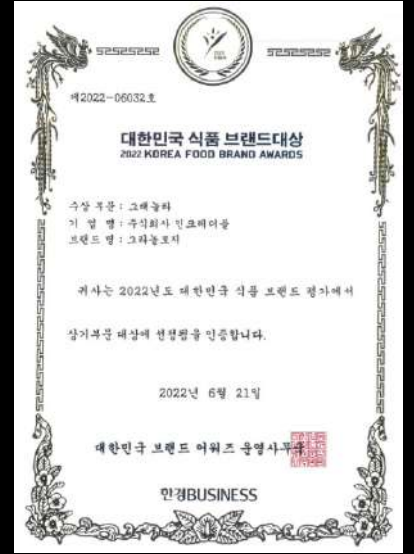 제2022-06032호
대한민국 식품 브랜드대상
2022 KOREA FOOD BRAND AWARDS
수상 부문 : 그래놀라
기 업 명 : 주식회사 인크레더블
브랜드 명 : 그라놀로지
귀사는 2022년도 대한민국 식품 브랜드 평가에서
상기부문 대상에 선정됨을 인증합니다.
2022년 6월 21일
대한민국 브랜드 어워즈 운영사무국
한경BUSINESS